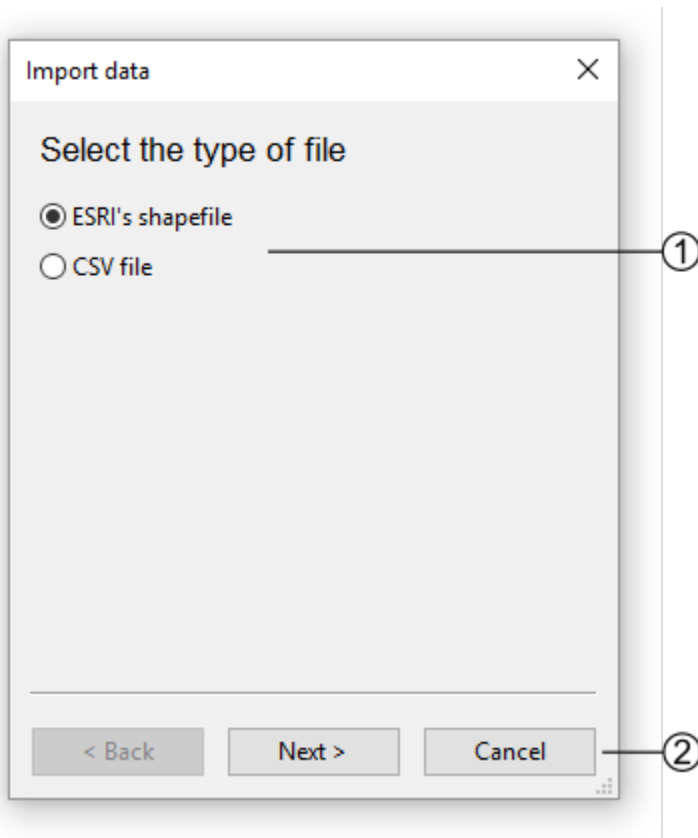 Import data
Select the type of file
ESRI's shapefile
CSV file
1
< Back Next > Cancel
2